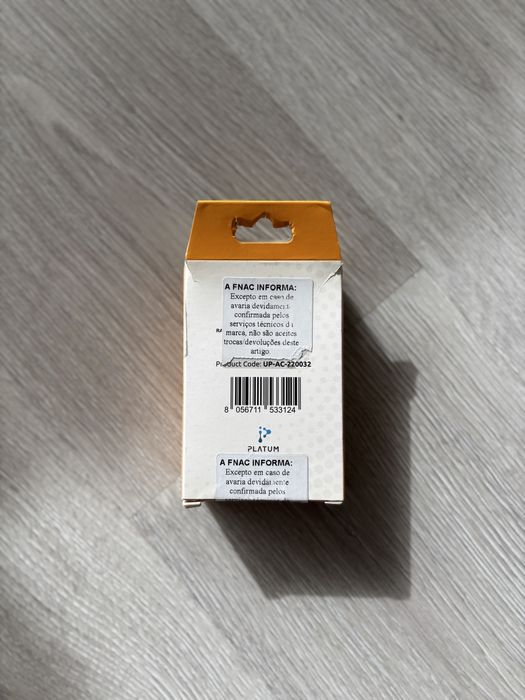 A FNAC INFORMA:
Excepto em caso de
avaria devidamente
confirmada pelos
serviços técnicos da
marca, não são aceites
trocas/devoluções deste
artigo.
Product Code: UP-AC-220032
8 056711 533124
PLATUM
A FNAC INFORMA:
Excepto em caso de
avaria devidamente
confirmada pelos